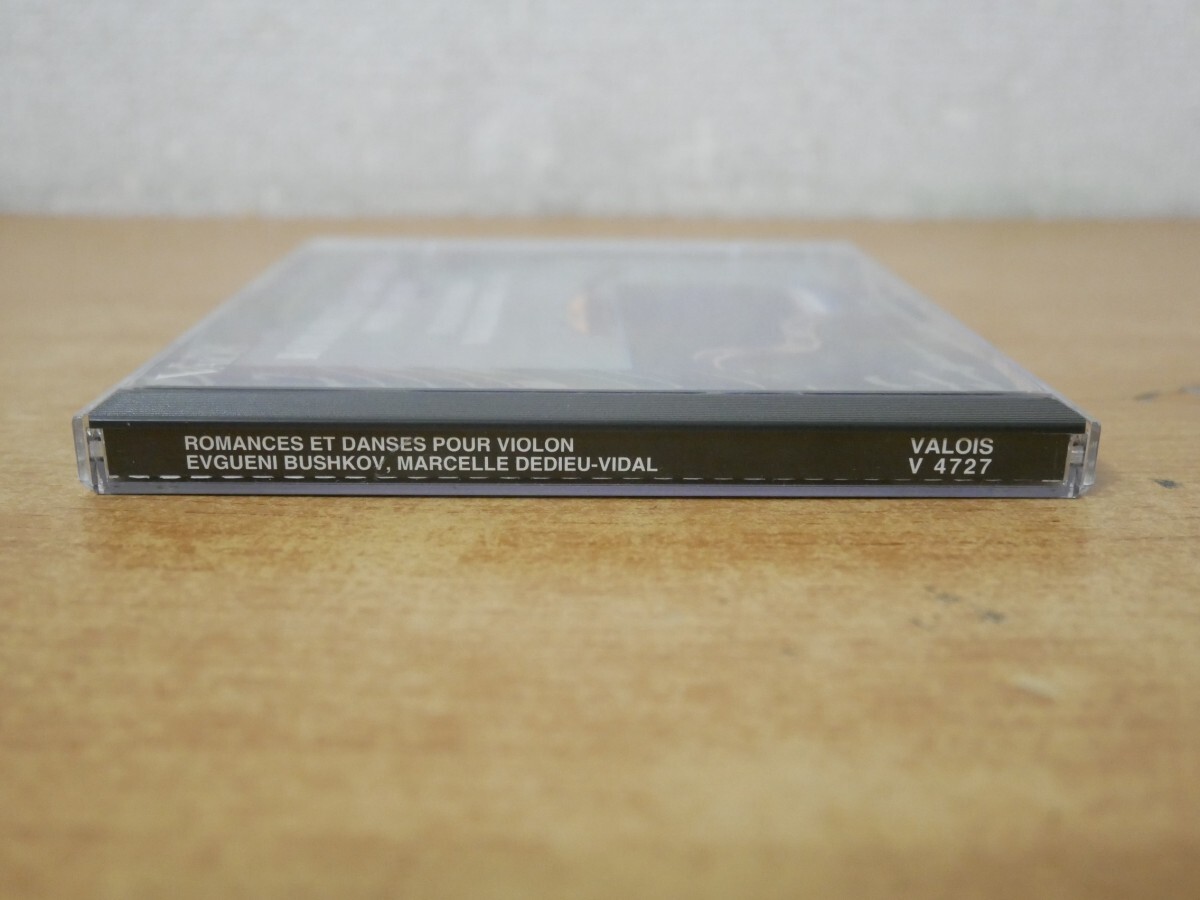 ROMANCES ET DANSES POUR VIOLON
EVGUENI BUSHKOV, MARCELLE DEDIEU-VIDAL
VALOIS
V 4727